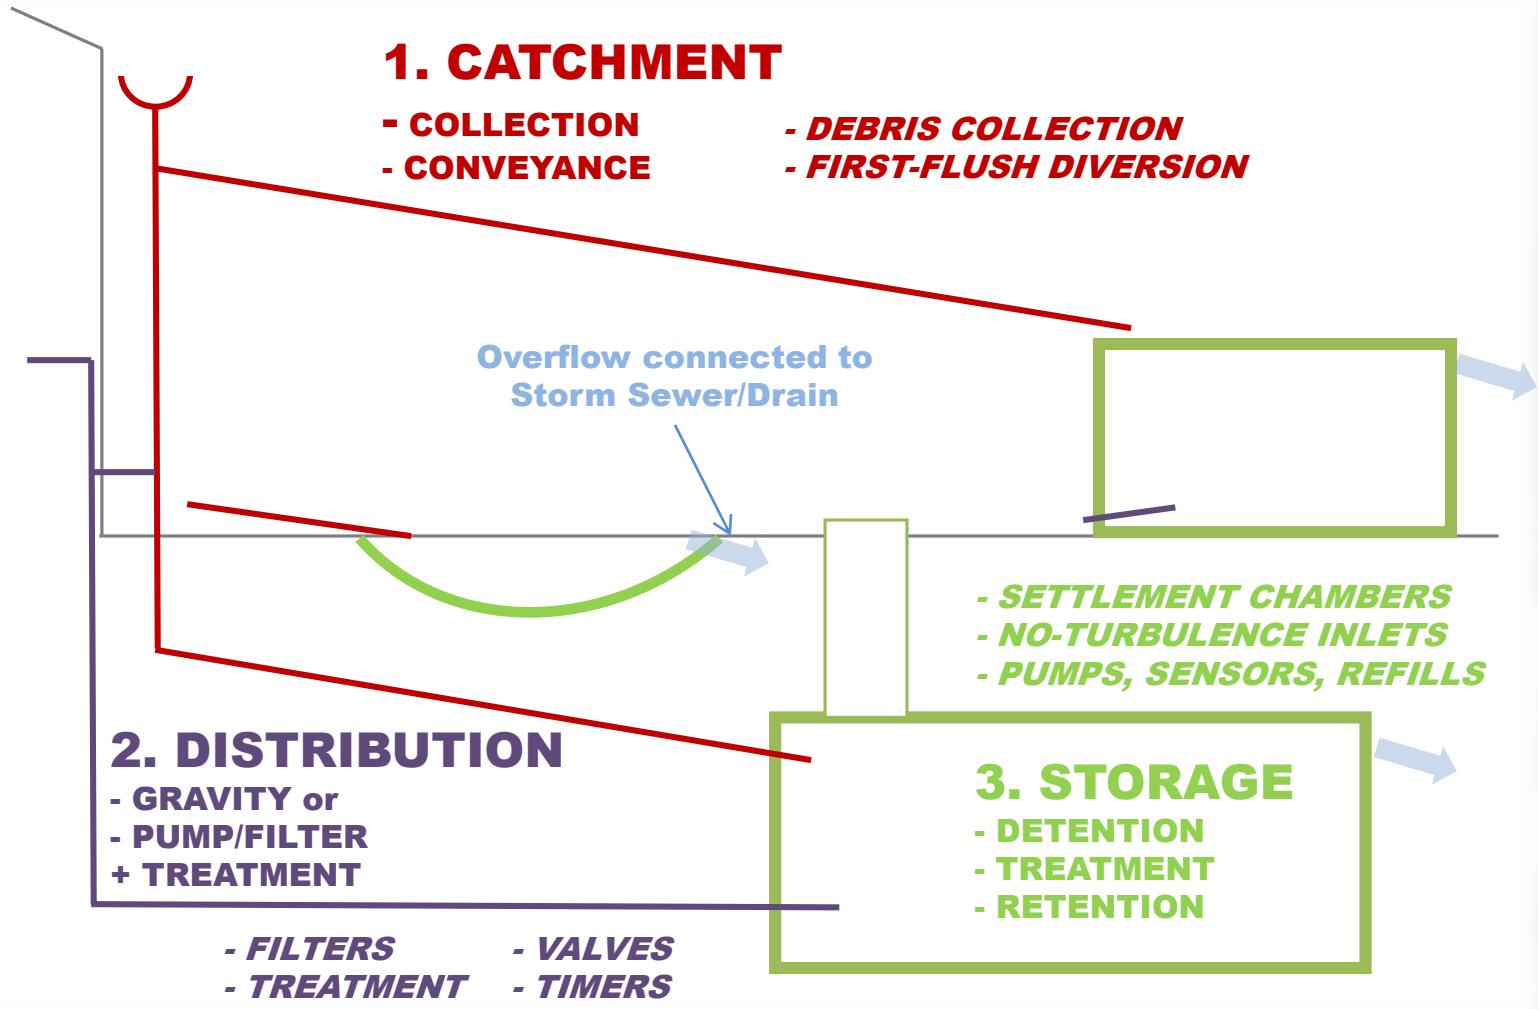 1. CATCHMENT
- COLLECTION
- CONVEYANCE
- DEBRIS COLLECTION
- FIRST-FLUSH DIVERSION
Overflow connected to
Storm Sewer/Drain
- SETTLEMENT CHAMBERS
- NO-TURBULENCE INLETS
- PUMPS, SENSORS, REFILLS
2. DISTRIBUTION
- GRAVITY or
- PUMP/FILTER
+ TREATMENT
3. STORAGE
- DETENTION
- TREATMENT
- RETENTION
- FILTERS
- TREATMENT
- VALVES
- TIMERS